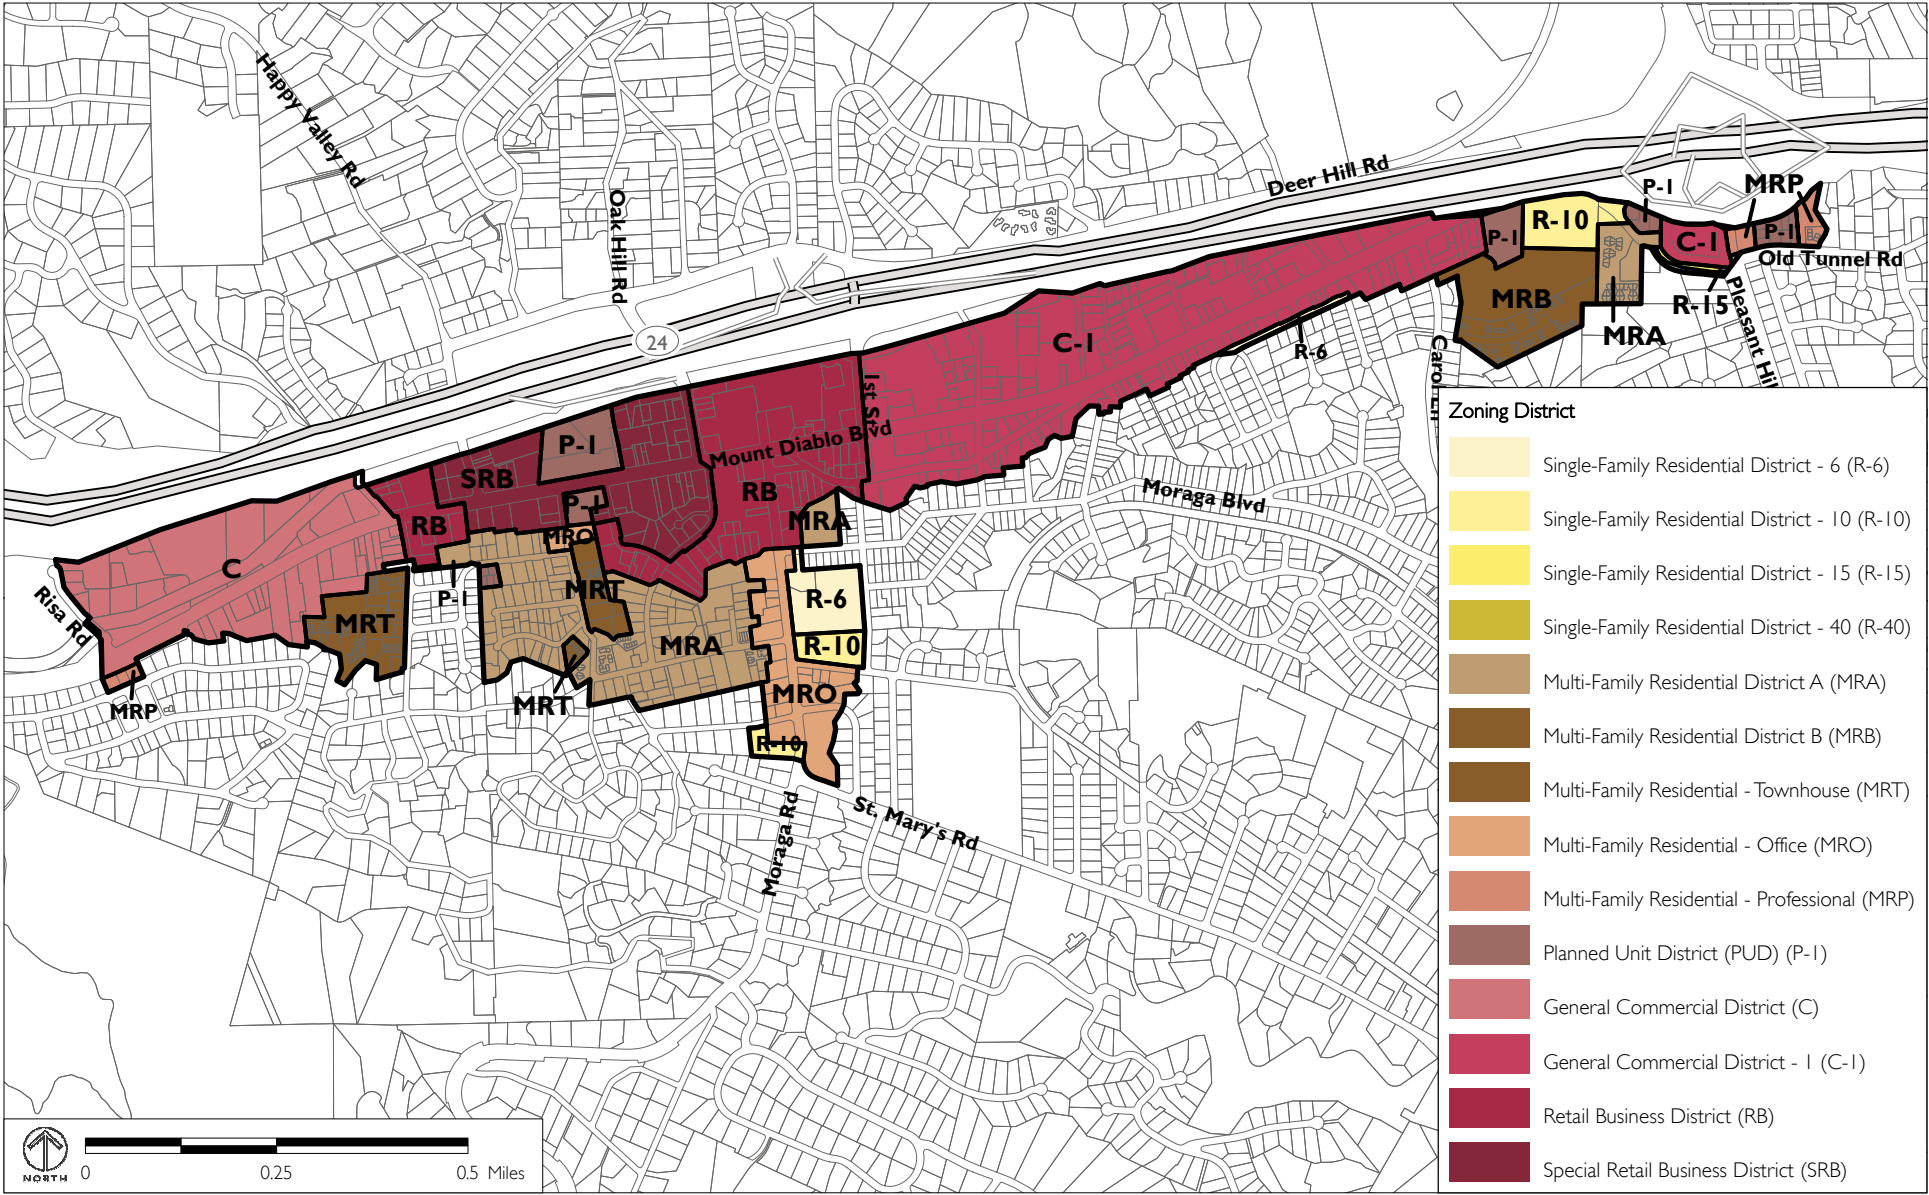 Happy Valley Rd
Oak Hill Rd
Deer Hill Rd
P-1
MRP
R-10
P-1
C-1
P-1
Old Tunnel Rd
MRB
R-15
MRA
Pleasant Hil
24
C-1
R-6
Carol Ln
1st St
Mount Diablo Blvd
P-1
SRB
RB
P-1
RB
MRA
MRO
Moraga Blvd
C
P-1
MRT
R-6
Risa Rd
MRT
MRA
R-10
MRP
MRT
MRO
R-10
Moraga Rd
St. Mary's Rd
Zoning District
Single-Family Residential District - 6 (R-6)
Single-Family Residential District - 10 (R-10)
Single-Family Residential District - 15 (R-15)
Single-Family Residential District - 40 (R-40)
Multi-Family Residential District A (MRA)
Multi-Family Residential District B (MRB)
Multi-Family Residential - Townhouse (MRT)
Multi-Family Residential - Office (MRO)
Multi-Family Residential - Professional (MRP)
Planned Unit District (PUD) (P-1)
General Commercial District (C)
General Commercial District - 1 (C-1)
Retail Business District (RB)
Special Retail Business District (SRB)
NORTH
0 0.25 0.5 Miles